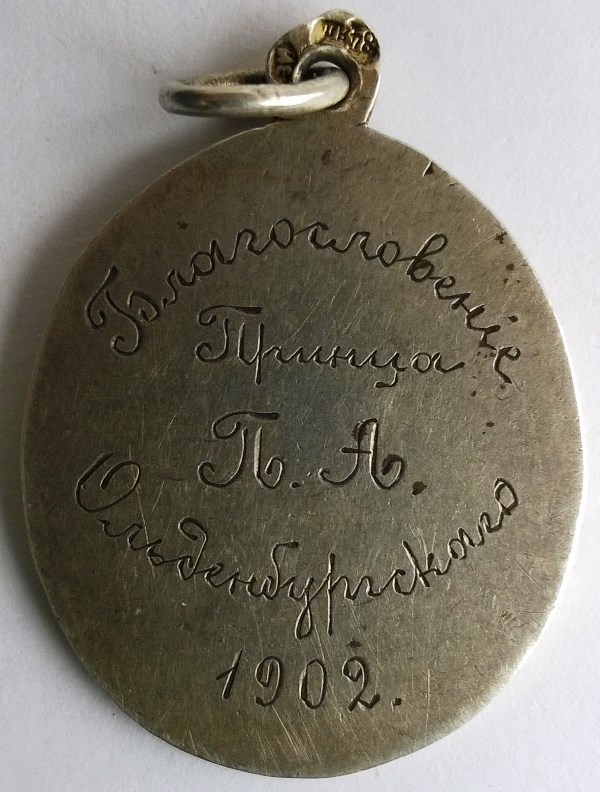 Благословеніе
Принца
П. А.
Ольденбургскаго
1902.